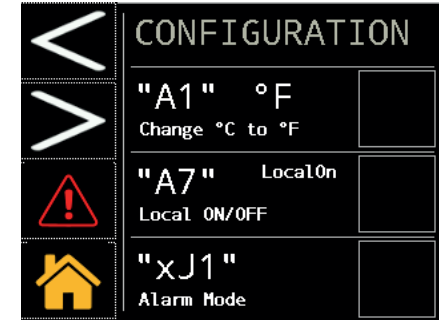 CONFIGURATION
"A1" °F
Change °C to °F
"A7" LocalOn
Local ON/OFF
"xJ1"
Alarm Mode